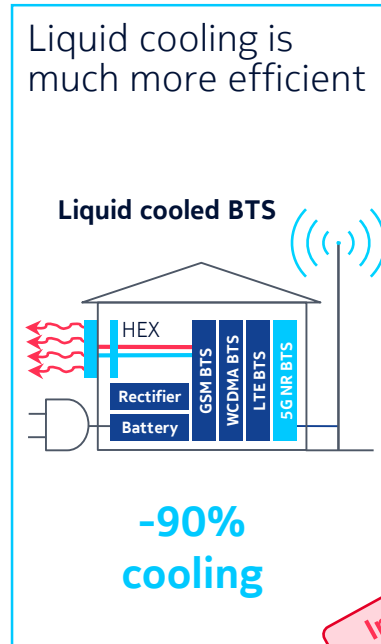 Liquid cooling is
much more efficient
Liquid cooled BTS
HEX
Rectifier
Battery
GSM BTS
WCDMA BTS
LTE BTS
5G NR BTS
-90%
cooling